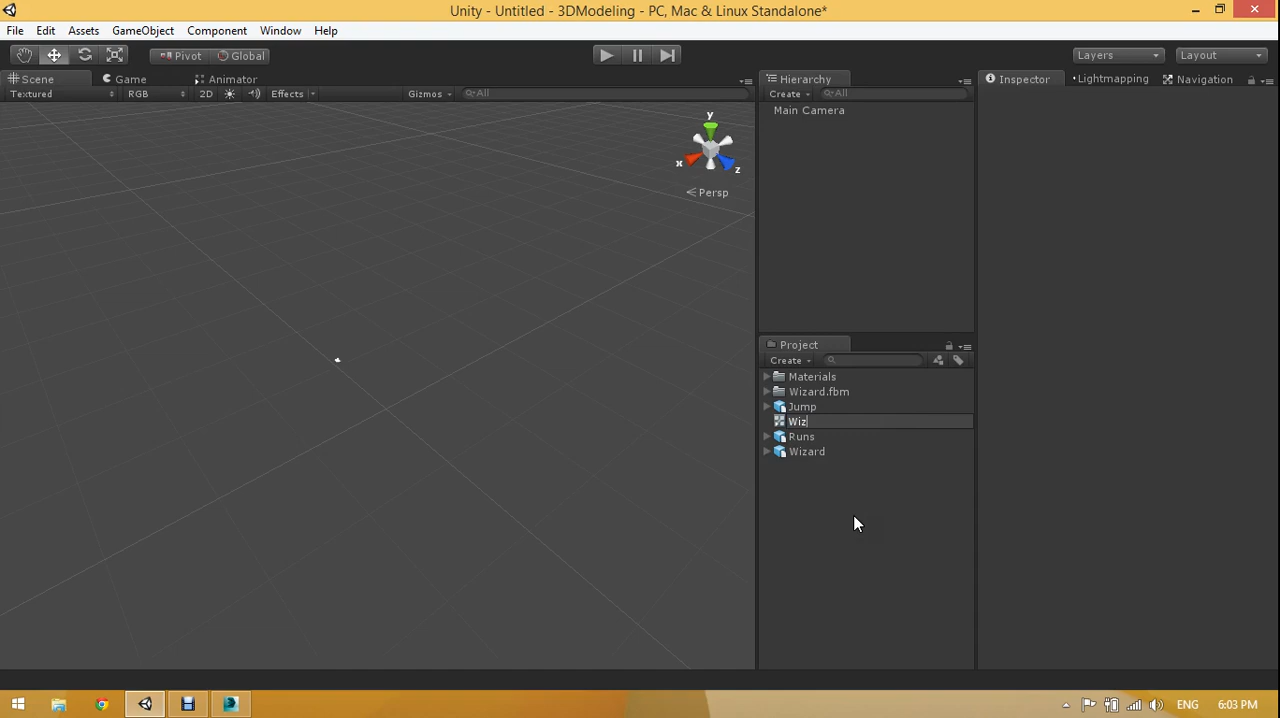 Unity - Untitled - 3DModeling - PC, Mac & Linux Standalone*
File Edit Assets GameObject Component Window Help
Pivot Global Layers Layout
Scene Game Animator Hierarchy Inspector Lightmapping Navigation
Textured RGB 2D Effects Gizmos All Create All
Main Camera
y
x
z
Persp
Project
Create
Materials
Wizard.fbm
Jump
Wiz
Runs
Wizard
ENG 6:03 PM